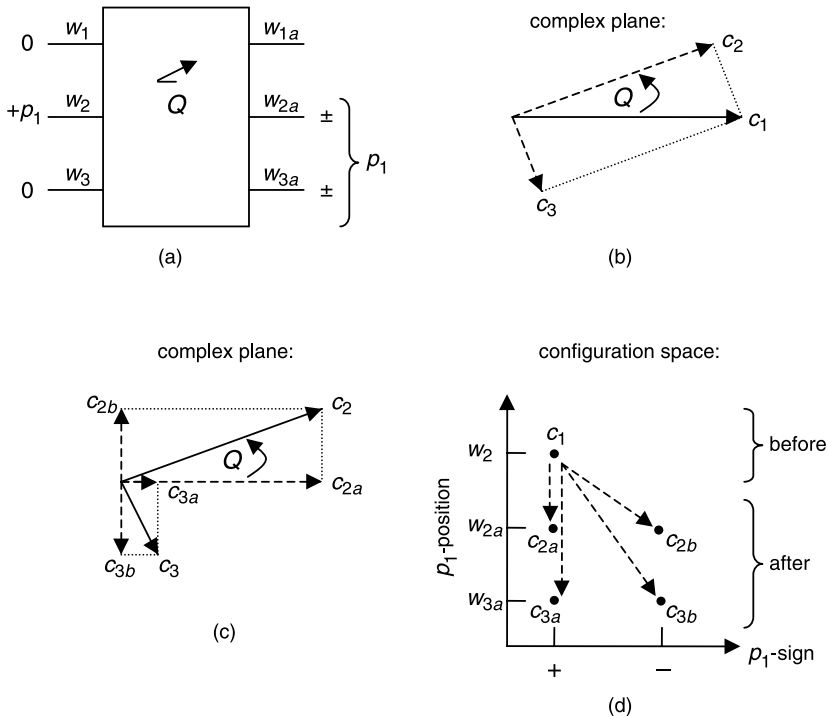 0 w1 w1a
Q
+p1 w2 w2a ±
p1
0 w3 w3a ±
(a)
complex plane:
c2
Q
c1
c3
(b)
complex plane:
c2b c2
Q
c3a c2a
c3b c3
(c)
configuration space:
c1
w2 before
p1-position
w2a c2a c2b
after
w3a c3a c3b
+ − p1-sign
(d)